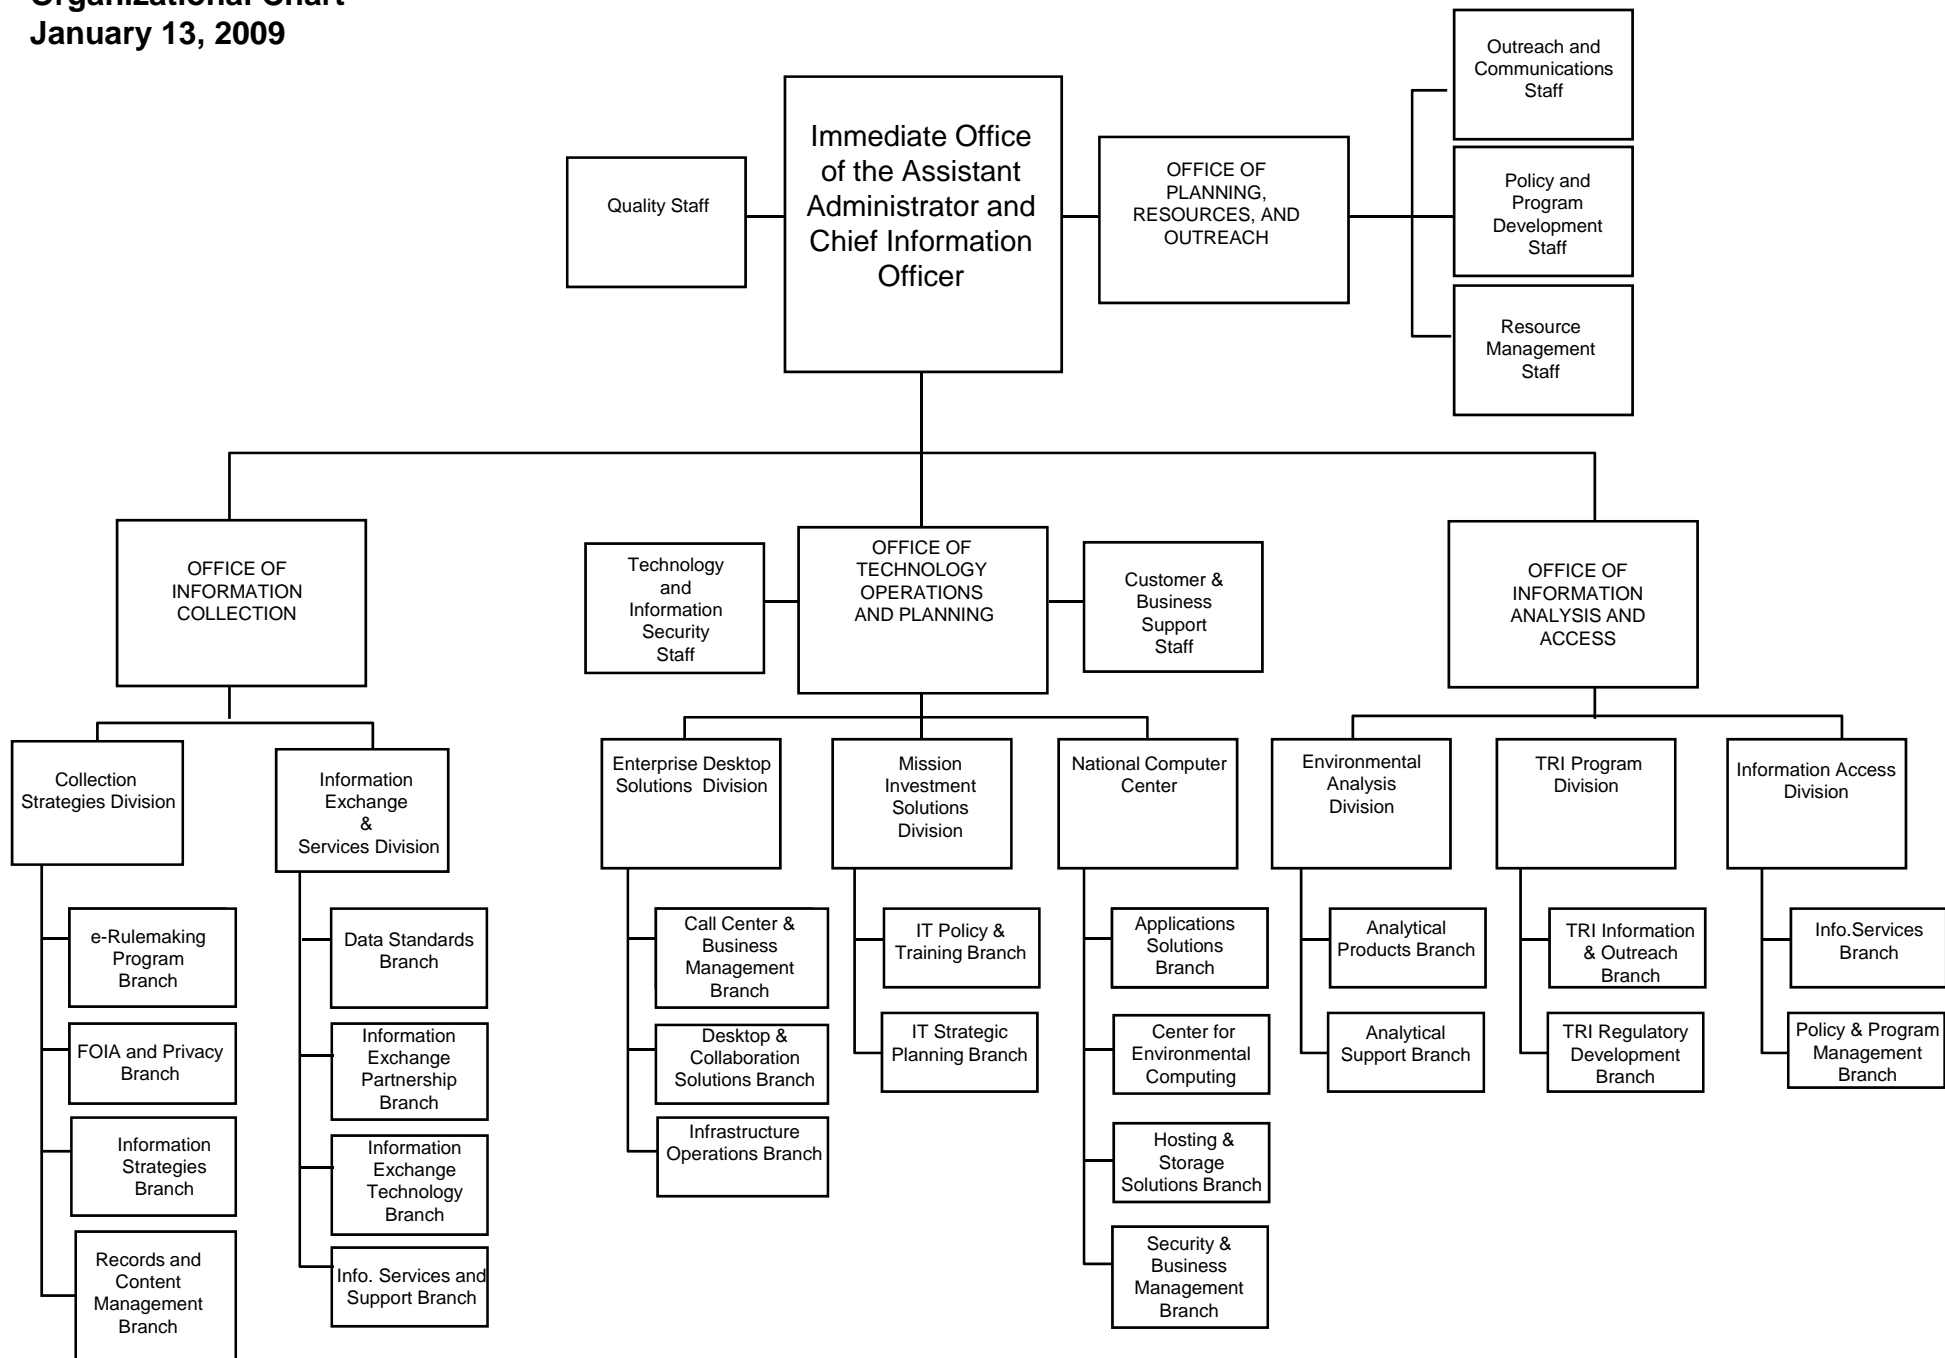 Organizational Chart
January 13, 2009
Outreach and
Communications
Staff
Immediate Office
of the Assistant
Administrator and
Chief Information
Officer
OFFICE OF
PLANNING,
RESOURCES, AND
OUTREACH
Quality Staff
Policy and
Program
Development
Staff
Resource
Management
Staff
OFFICE OF
INFORMATION
COLLECTION
Technology
and
Information
Security
Staff
OFFICE OF
TECHNOLOGY
OPERATIONS
AND PLANNING
Customer &
Business
Support
Staff
OFFICE OF
INFORMATION
ANALYSIS AND
ACCESS
Collection
Strategies Division
Information
Exchange
&
Services Division
Enterprise Desktop
Solutions Division
Mission
Investment
Solutions
Division
National Computer
Center
Environmental
Analysis
Division
TRI Program
Division
Information Access
Division
e-Rulemaking
Program
Branch
FOIA and Privacy
Branch
Information
Strategies
Branch
Records and
Content
Management
Branch
Data Standards
Branch
Information
Exchange
Partnership
Branch
Information
Exchange
Technology
Branch
Info. Services and
Support Branch
Call Center &
Business
Management
Branch
Desktop &
Collaboration
Solutions Branch
Infrastructure
Operations Branch
IT Policy &
Training Branch
IT Strategic
Planning Branch
Applications
Solutions
Branch
Center for
Environmental
Computing
Hosting &
Storage
Solutions Branch
Security &
Business
Management
Branch
Analytical
Products Branch
Analytical
Support Branch
TRI Information
& Outreach
Branch
TRI Regulatory
Development
Branch
Info.Services
Branch
Policy & Program
Management
Branch